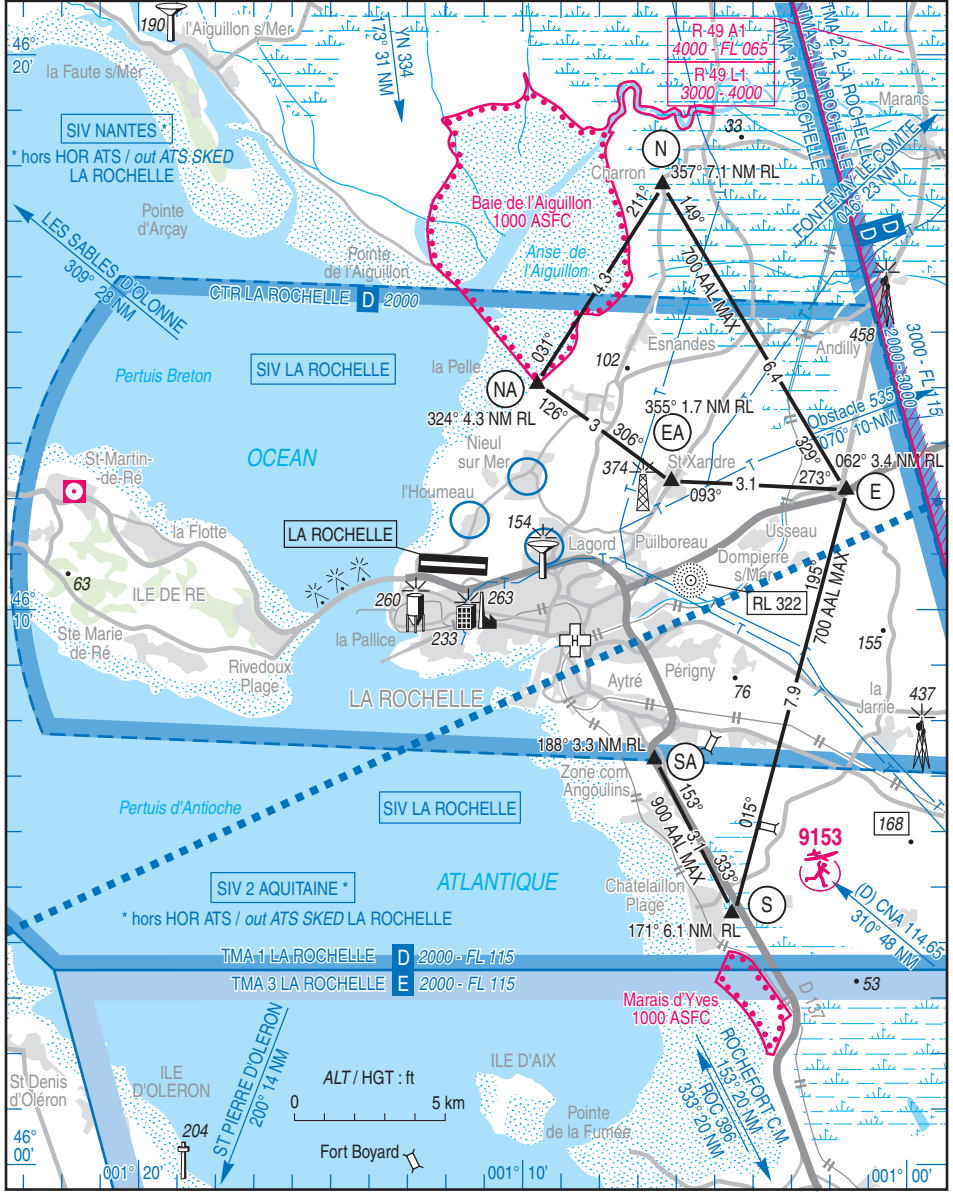 190
l'Aiguillon s/Mer
46°
20'
la Faute s/Mer
YN 334
173° 31 NM
R 49 A1
4000 - FL 065
R 49 L1
3000 - 4000
TMA 2.2 LA ROCHELLE
TMA 2.1 LA ROCHELLE
TMA 1 LA ROCHELLE
Marans
SIV NANTES *
* hors HOR ATS / out ATS SKED
LA ROCHELLE
33
N
357° 7.1 NM RL
Charron
FONTENAY-LE-COMTE
23 NM
Pointe
d'Arçay
Baie de l'Aiguillon
1000 ASFC
211°
149°
LES SABLES D'OLONNE
309° 28 NM
Pointe
de l'Aiguillon
Anse de
l'Aiguillon
700 AAL MAX
D
D
CTR LA ROCHELLE D 2000
4.3
031°
Esnandes
458
Andilly
3000 - FL 115
2000 - 3000
Pertuis Breton
SIV LA ROCHELLE
la Pelle
102
6.4
NA
126°
355° 1.7 NM RL
Obstacle 535
070° 10 NM
324° 4.3 NM RL
3
306°
EA
329°
062° 3.4 NM RL
OCEAN
Nieul
sur Mer
374
St Xandre
273°
E
St-Martin-
de-Ré
l'Houmeau
093°
3.1
la Flotte
LA ROCHELLE
154
Lagord
Puilboreau
Usseau
Dompierre
s/Mer
195°
63
ILE DE RE
260
263
RL 322
700 AAL MAX
46°
10'
Ste Marie
de Ré
la Pallice
233
H
155
Rivedoux
Plage
Périgny
Aytré
76
LA ROCHELLE
7.9
la
Jarrie
437
188° 3.3 NM RL
SA
Zone com
Angoulins
153°
Pertuis d'Antioche
SIV LA ROCHELLE
900 AAL MAX
3.1
015°
168
9153
333°
SIV 2 AQUITAINE *
ATLANTIQUE
* hors HOR ATS / out ATS SKED LA ROCHELLE
Châtelaillon
Plage
S
(D) CNA 114.65
310° 48 NM
171° 6.1 NM RL
TMA 1 LA ROCHELLE D 2000 - FL 115
TMA 3 LA ROCHELLE E 2000 - FL 115
Marais d'Yves
1000 ASFC
D 137
53
St Denis
d'Oléron
ILE
D'OLERON
ST PIERRE D'OLERON
200° 14 NM
ALT / HGT : ft
0
5 km
ILE D'AIX
ROCHEFORT C.M.
153° 20 NM
ROC 396
333° 20 NM
Pointe
de la Fumée
204
Fort Boyard
46°
00'
001° 20'
001° 10'
001° 00'